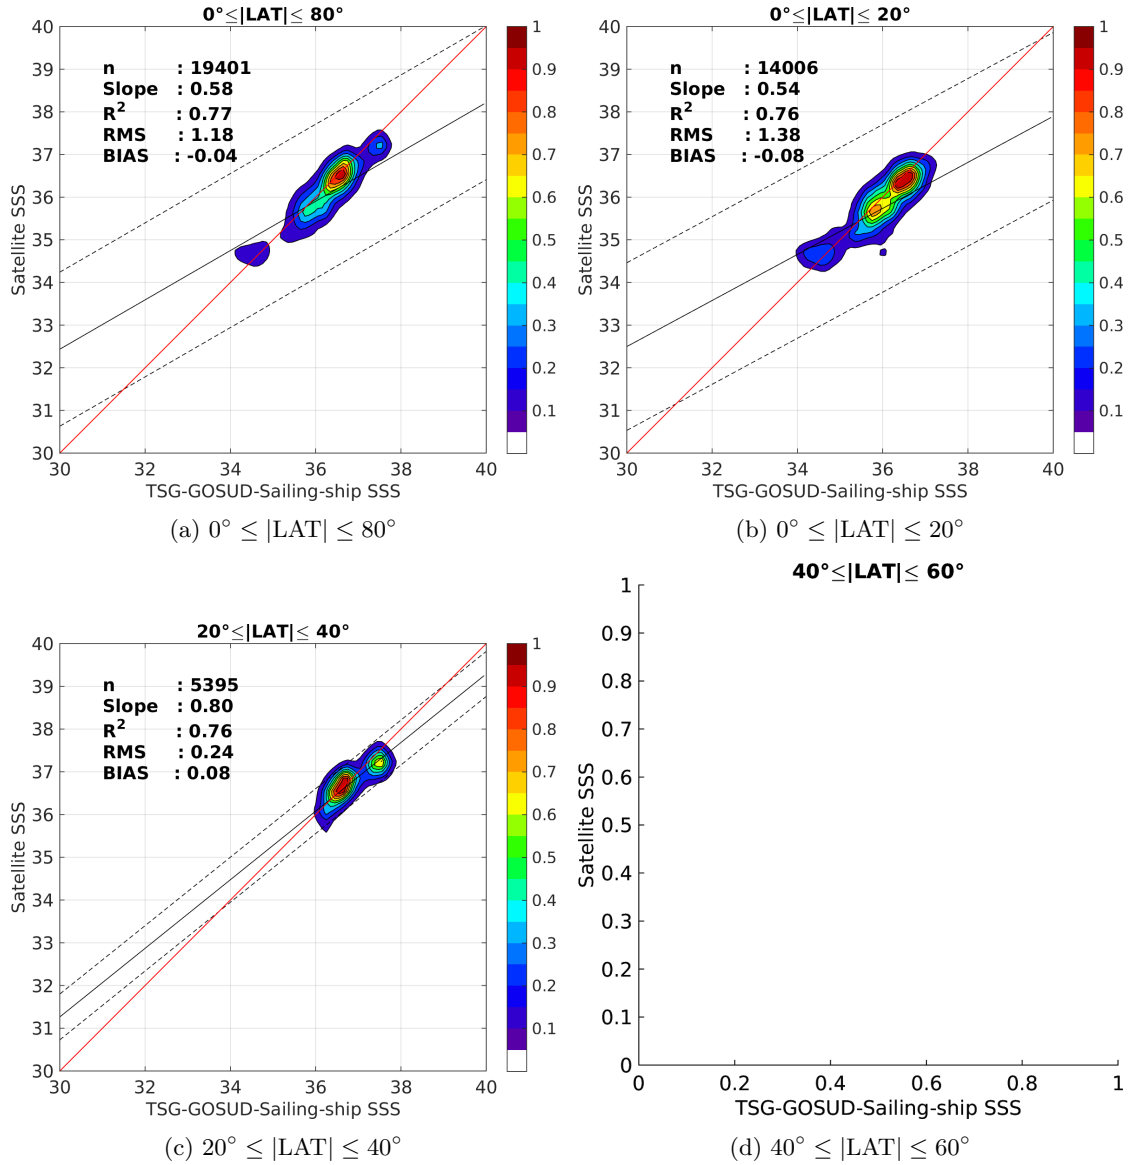 0°≤|LAT|≤ 80°
n : 19401
Slope : 0.58
R2 : 0.77
RMS : 1.18
BIAS : -0.04
40
39
38
37
36
35
34
33
32
31
30
30 32 34 36 38 40
Satellite SSS
TSG-GOSUD-Sailing-ship SSS
1
0.9
0.8
0.7
0.6
0.5
0.4
0.3
0.2
0.1
(a) 0° ≤ |LAT| ≤ 80°
0°≤|LAT|≤ 20°
n : 14006
Slope : 0.54
R2 : 0.76
RMS : 1.38
BIAS : -0.08
40
39
38
37
36
35
34
33
32
31
30
30 32 34 36 38 40
Satellite SSS
TSG-GOSUD-Sailing-ship SSS
1
0.9
0.8
0.7
0.6
0.5
0.4
0.3
0.2
0.1
(b) 0° ≤ |LAT| ≤ 20°
20°≤|LAT|≤ 40°
n : 5395
Slope : 0.80
R2 : 0.76
RMS : 0.24
BIAS : 0.08
40
39
38
37
36
35
34
33
32
31
30
30 32 34 36 38 40
Satellite SSS
TSG-GOSUD-Sailing-ship SSS
1
0.9
0.8
0.7
0.6
0.5
0.4
0.3
0.2
0.1
(c) 20° ≤ |LAT| ≤ 40°
40°≤|LAT|≤ 60°
1
0.9
0.8
0.7
0.6
0.5
0.4
0.3
0.2
0.1
0
0 0.2 0.4 0.6 0.8 1
Satellite SSS
TSG-GOSUD-Sailing-ship SSS
(d) 40° ≤ |LAT| ≤ 60°